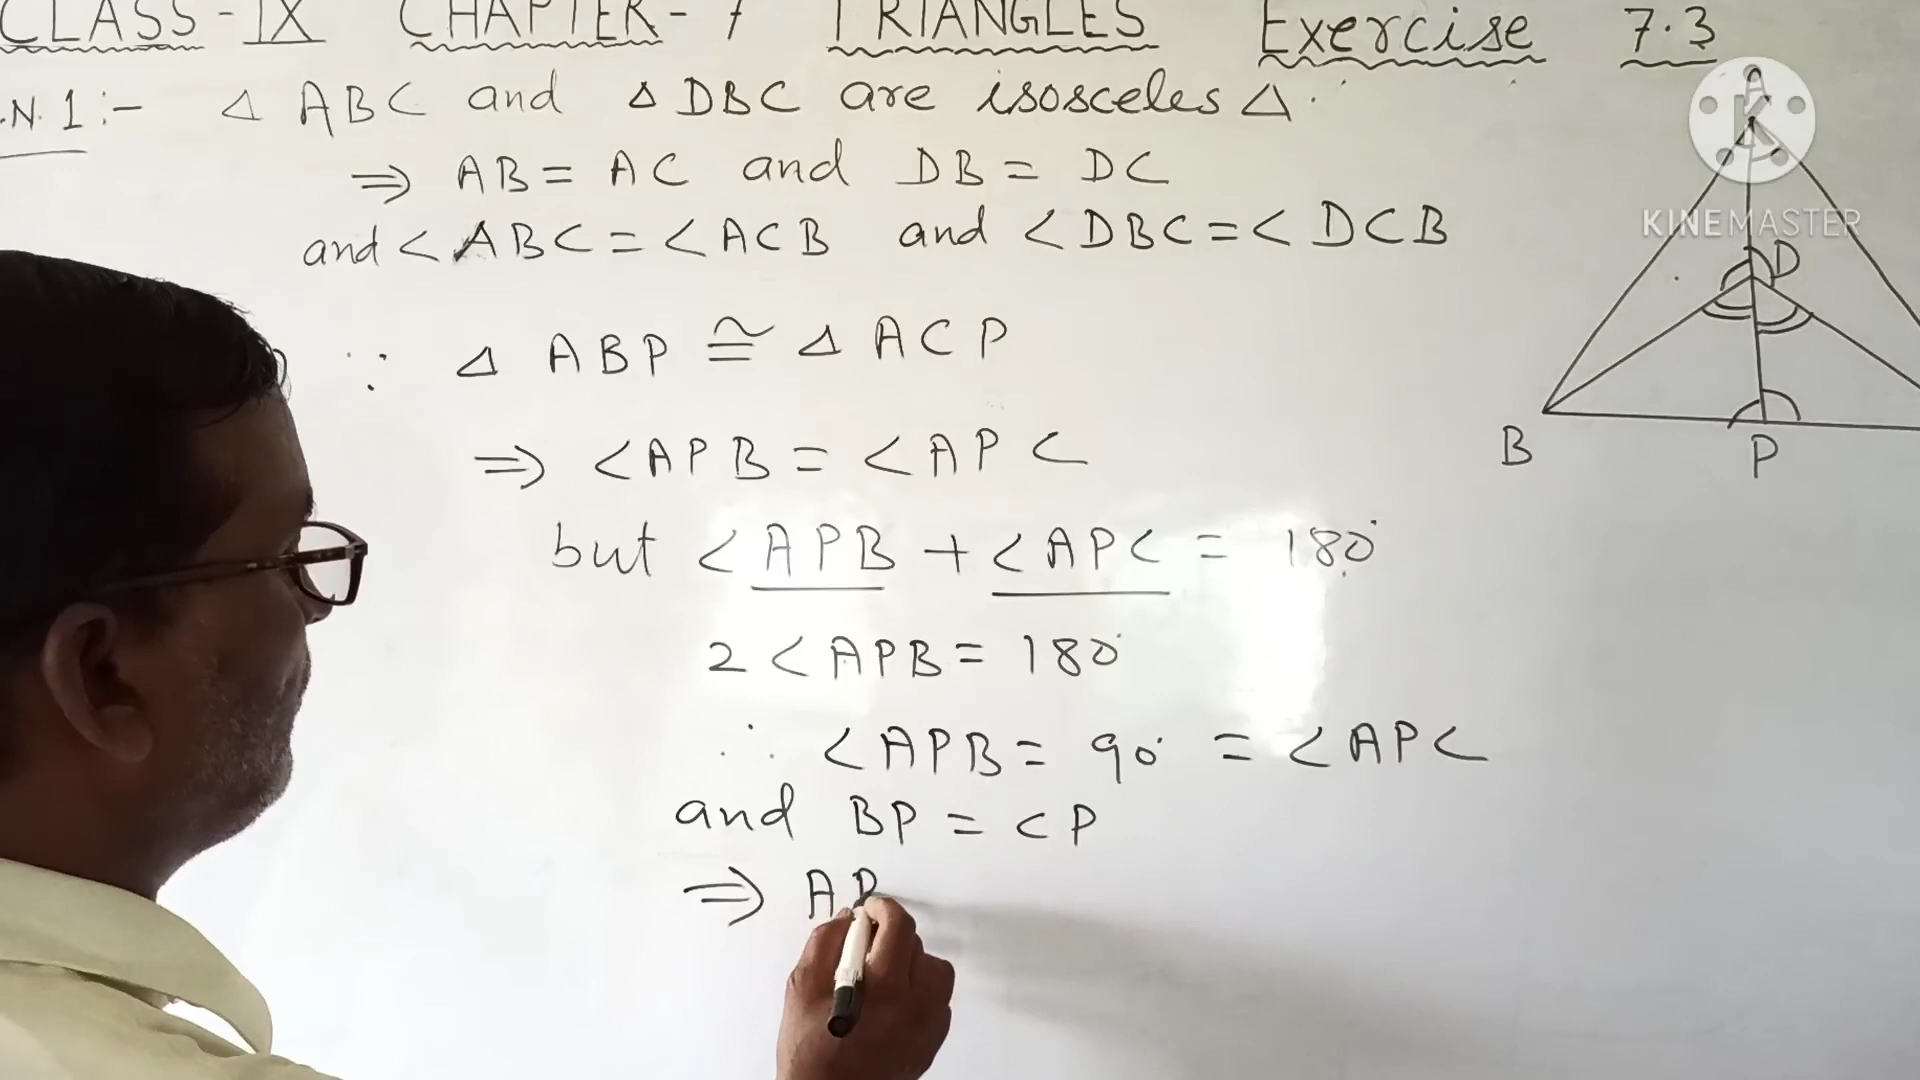 CLASS - IX CHAPTER - 7 TRIANGLES Exercise 7.3
.N. 1 :- △ ABC and △ DBC are isosceles △.
⇒ AB = AC and DB = DC
and < ABC = < ACB and < DBC = < DCB
∵ △ ABP ≅ △ ACP
⇒ < APB = < APC
but < APB + < APC = 180°
2 < APB = 180°
∴ < APB = 90° = < APC
and BP = CP
⇒ AP
A
K
KINEMASTER
D
B
P